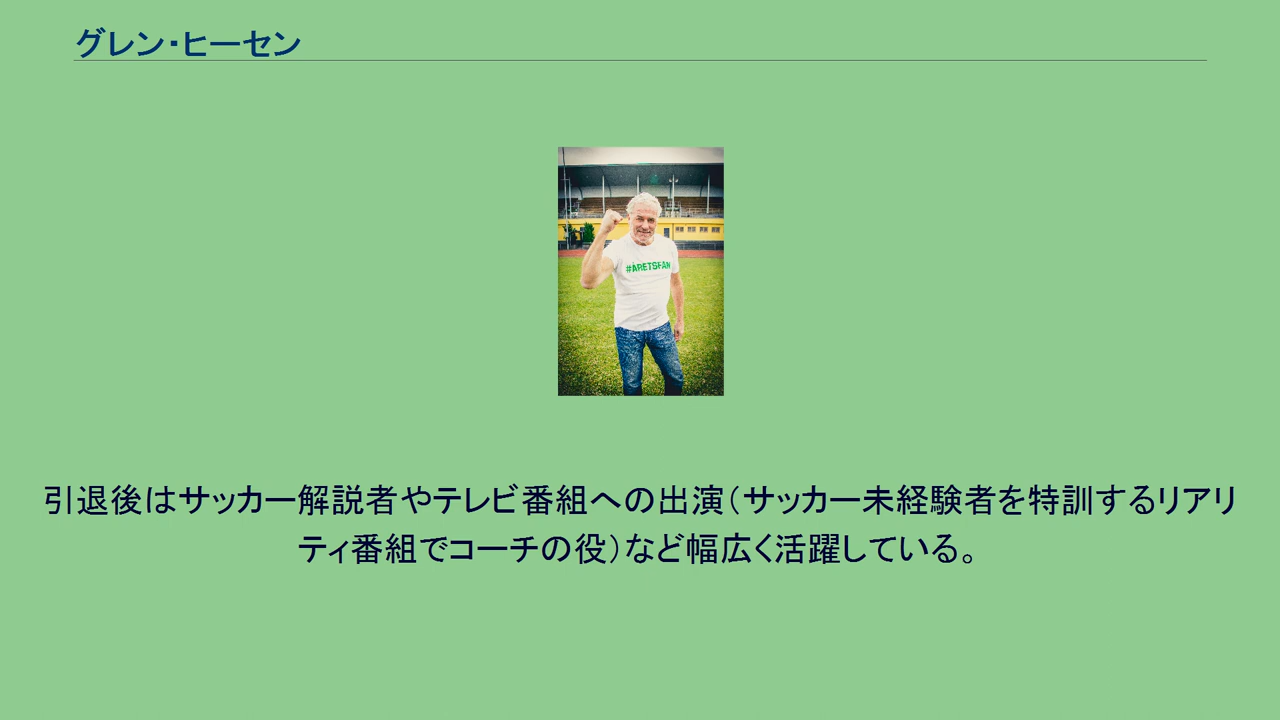 グレン・ヒーセン
#ÅRETSFAN
引退後はサッカー解説者やテレビ番組への出演(サッカー未経験者を特訓するリアリ
ティ番組でコーチの役)など幅広く活躍している。